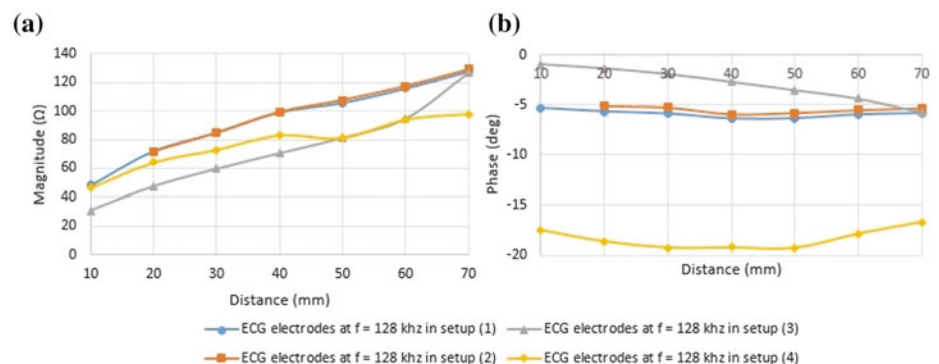 (a)
(b)
140
120
100
80
60
40
20
0
Magnitude (Ω)
10 20 30 40 50 60 70
Distance (mm)
0
-5
-10
-15
-20
Phase (deg)
10 20 30 40 50 60 70
Distance (mm)
ECG electrodes at f = 128 khz in setup (1)
ECG electrodes at f = 128 khz in setup (3)
ECG electrodes at f = 128 khz in setup (2)
ECG electrodes at f = 128 khz in setup (4)